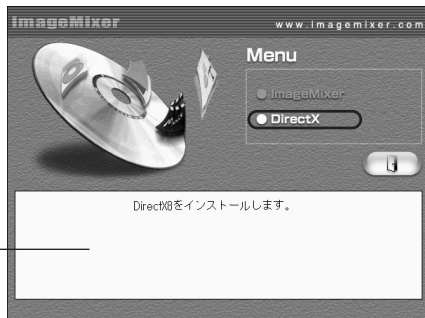 ImageMixer
www.imagemixer.com
Menu
ImageMixer
DirectX
DirectX8をインストールします。